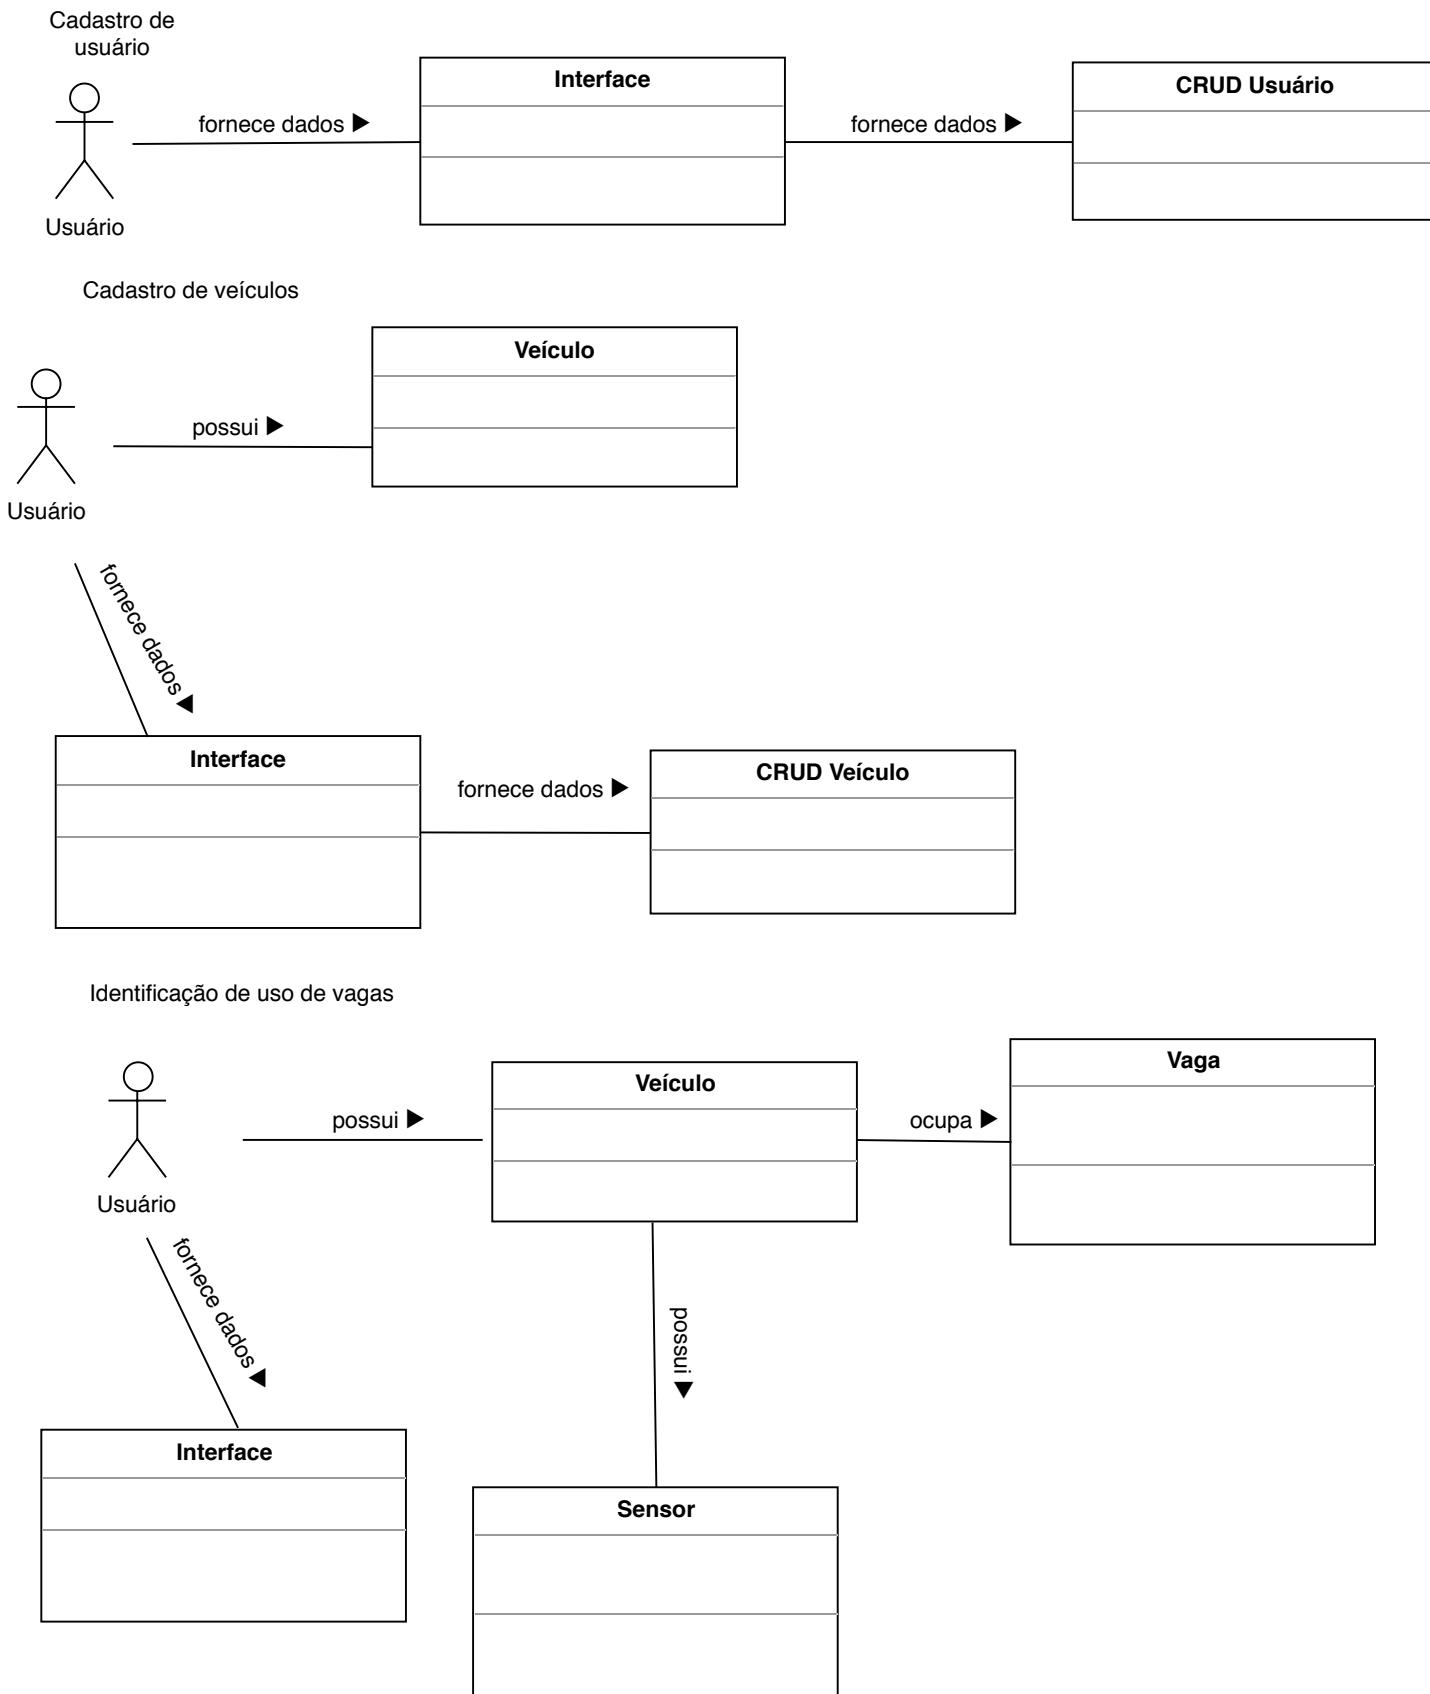 Cadastro de
usuário
Interface
CRUD Usuário
fornece dados ▶
fornece dados ▶
Usuário
Cadastro de veículos
Veículo
possui ▶
Usuário
fornece dados ▶
Interface
CRUD Veículo
fornece dados ▶
Identificação de uso de vagas
Vaga
Veículo
possui ▶
ocupa ▶
Usuário
fornece dados ▶
possui ▶
Interface
Sensor